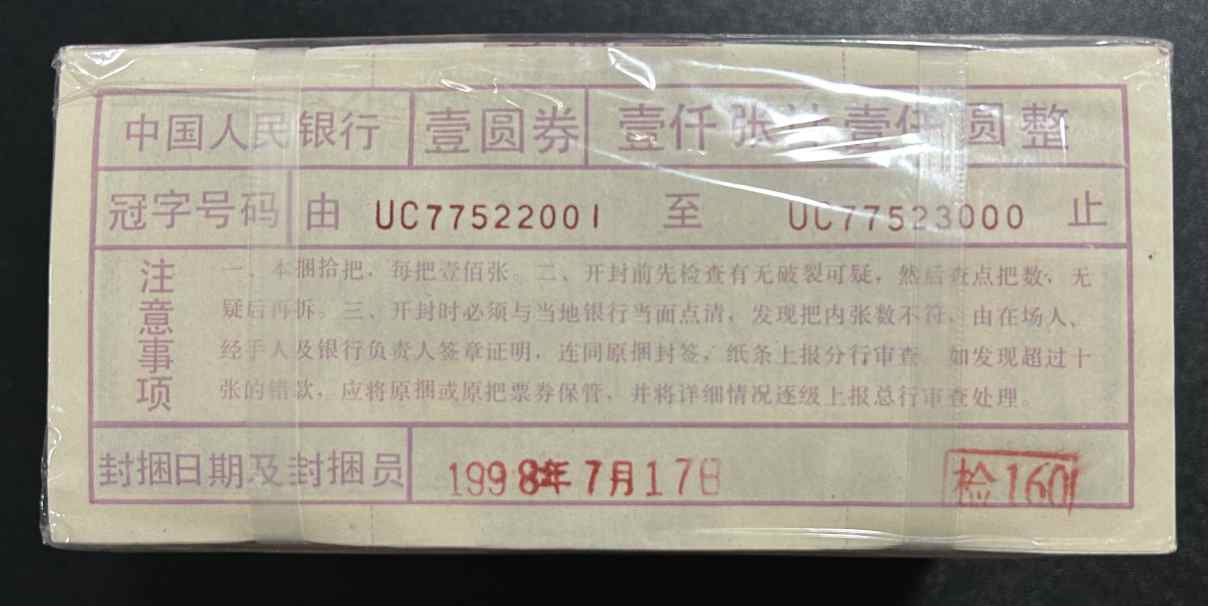 中国人民银行 壹圆券 壹仟张计壹仟圆整
冠字号码 由 UC77522001 至 UC77523000 止
注意事项
一、本捆拾把，每把壹佰张。二、开封前先检查有无破裂可疑，然后查点把数，无
疑后再拆。三、开封时必须与当地银行当面点清，发现把内张数不符，由在场人、
经手人及银行负责人签章证明，连同原捆封签，纸条上报分行审查。如发现超过十
张的错款，应将原捆或原把票券保管，并将详细情况逐级上报总行审查处理。
封捆日期及封捆员 1998年7月17日 检1601